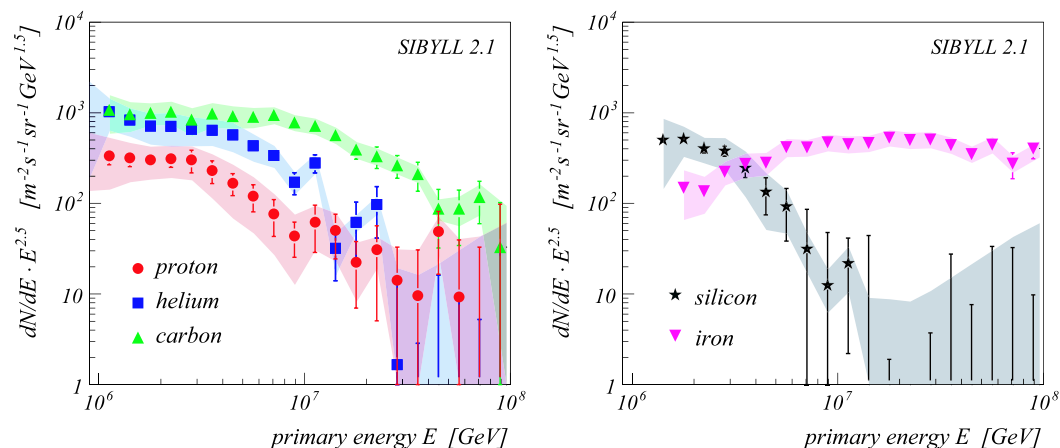 dN/dE · E^2.5 [m^-2 s^-1 sr^-1 GeV^1.5]
10^4
10^3
10^2
10
1
SIBYLL 2.1
proton
helium
carbon
10^6
10^7
10^8
primary energy E [GeV]
dN/dE · E^2.5 [m^-2 s^-1 sr^-1 GeV^1.5]
10^4
10^3
10^2
10
1
SIBYLL 2.1
silicon
iron
10^6
10^7
10^8
primary energy E [GeV]